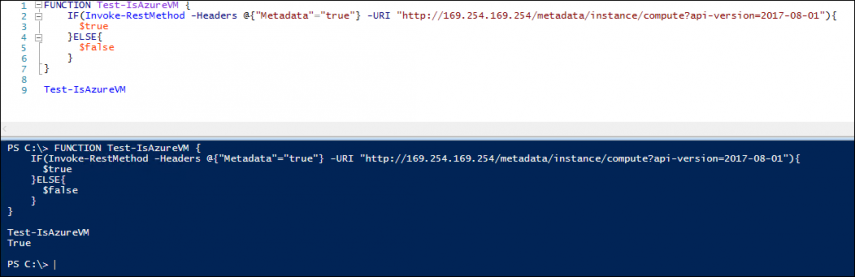 1 FUNCTION Test-IsAzureVM {
2 IF(Invoke-RestMethod -Headers @{"Metadata"="true"} -URI "http://169.254.169.254/metadata/instance/compute?api-version=2017-08-01"){
3 $true
4 }ELSE{
5 $false
6 }
7 }
8
9 Test-IsAzureVM
PS C:\> FUNCTION Test-IsAzureVM {
IF(Invoke-RestMethod -Headers @{"Metadata"="true"} -URI "http://169.254.169.254/metadata/instance/compute?api-version=2017-08-01"){
$true
}ELSE{
$false
}
}
Test-IsAzureVM
True
PS C:\>